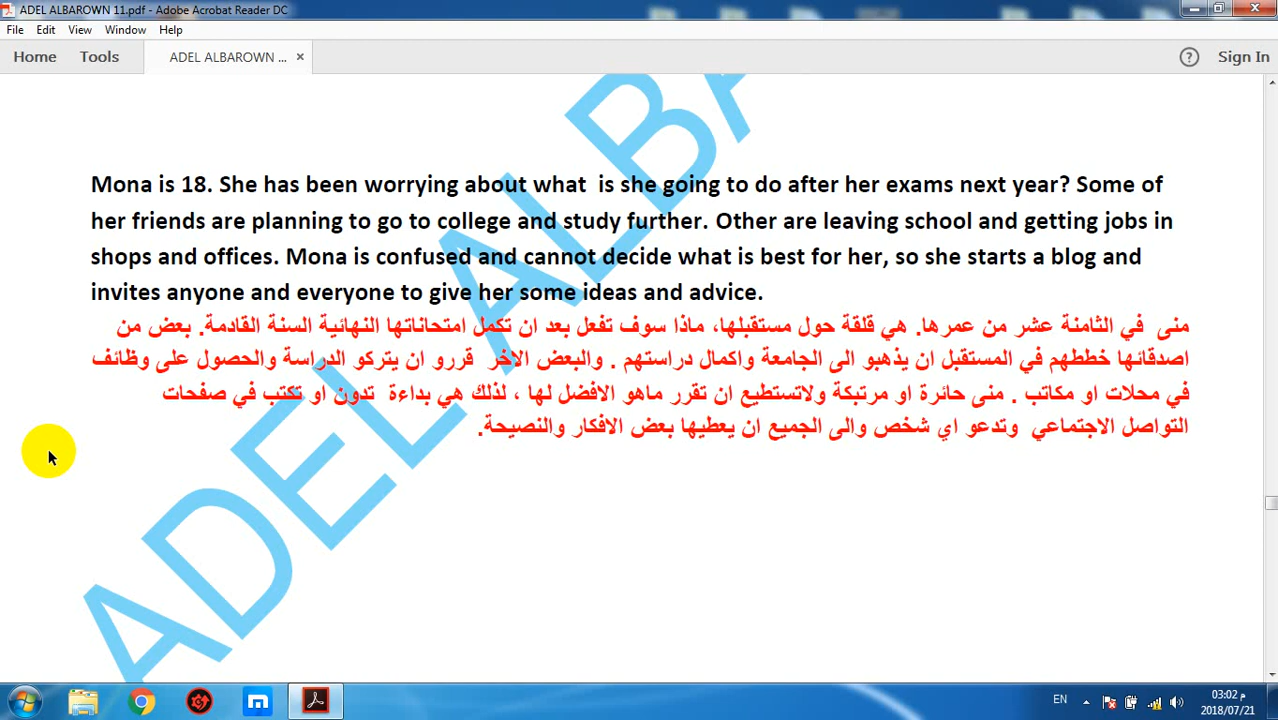 ADEL ALBAROWN 11.pdf - Adobe Acrobat Reader DC
File Edit View Window Help
Home Tools ADEL ALBAROWN ... × ? Sign In
Mona is 18. She has been worrying about what is she going to do after her exams next year? Some of
her friends are planning to go to college and study further. Other are leaving school and getting jobs in
shops and offices. Mona is confused and cannot decide what is best for her, so she starts a blog and
invites anyone and everyone to give her some ideas and advice.
منى في الثامنة عشر من عمرها. هي قلقة حول مستقبلها، ماذا سوف تفعل بعد ان تكمل امتحاناتها النهائية السنة القادمة. بعض من
اصدقائها خططهم في المستقبل ان يذهبو الى الجامعة واكمال دراستهم . والبعض الاخر قررو ان يتركو الدراسة والحصول على وظائف
في محلات او مكاتب . منى حائرة او مرتبكة ولاتستطيع ان تقرر ماهو الافضل لها ، لذلك هي بداءة تدون او تكتب في صفحات
التواصل الاجتماعي وتدعو اي شخص والى الجميع ان يعطيها بعض الافكار والنصيحة.
ADEL ALBA
EN
03:02 م
2018/07/21